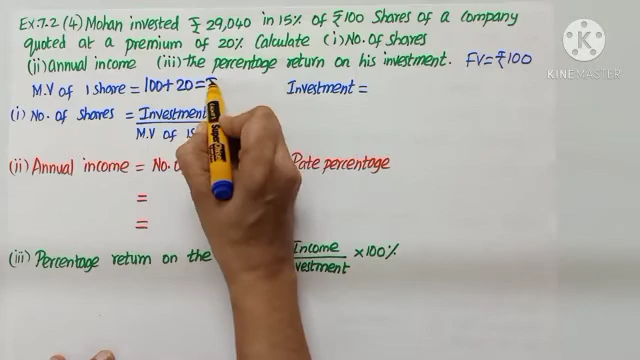 Ex.7.2 (4) Mohan invested ₹ 29,040 in 15% of ₹100 Shares of a company
quoted at a premium of 20% Calculate (i) No. of shares
(ii) annual income (iii) the percentage return on his investment. FV=₹100
M.V of 1 share = 100+20=₹ Investment =
(i) No. of shares = Investment
M.V of 1
(ii) Annual income = No. Rate percentage
=
=
(iii) Percentage return on the Income ×100%
vestment
KINEMASTER